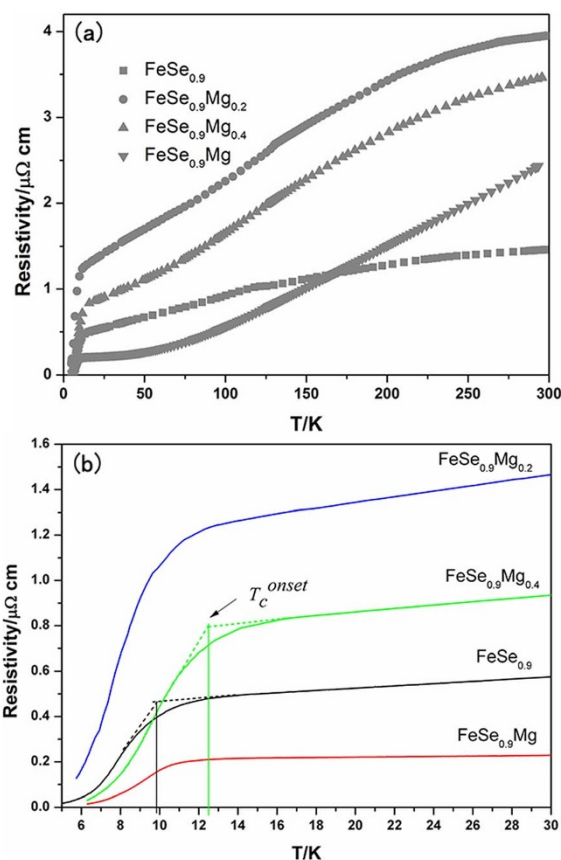 (a)
FeSe0.9
FeSe0.9Mg0.2
FeSe0.9Mg0.4
FeSe0.9Mg
Resistivity/μΩ cm
4
3
2
1
0
0 50 100 150 200 250 300
T/K
(b)
FeSe0.9Mg0.2
Tc onset
FeSe0.9Mg0.4
FeSe0.9
FeSe0.9Mg
Resistivity/μΩ cm
1.6
1.4
1.2
1.0
0.8
0.6
0.4
0.2
0.0
6 8 10 12 14 16 18 20 22 24 26 28 30
T/K